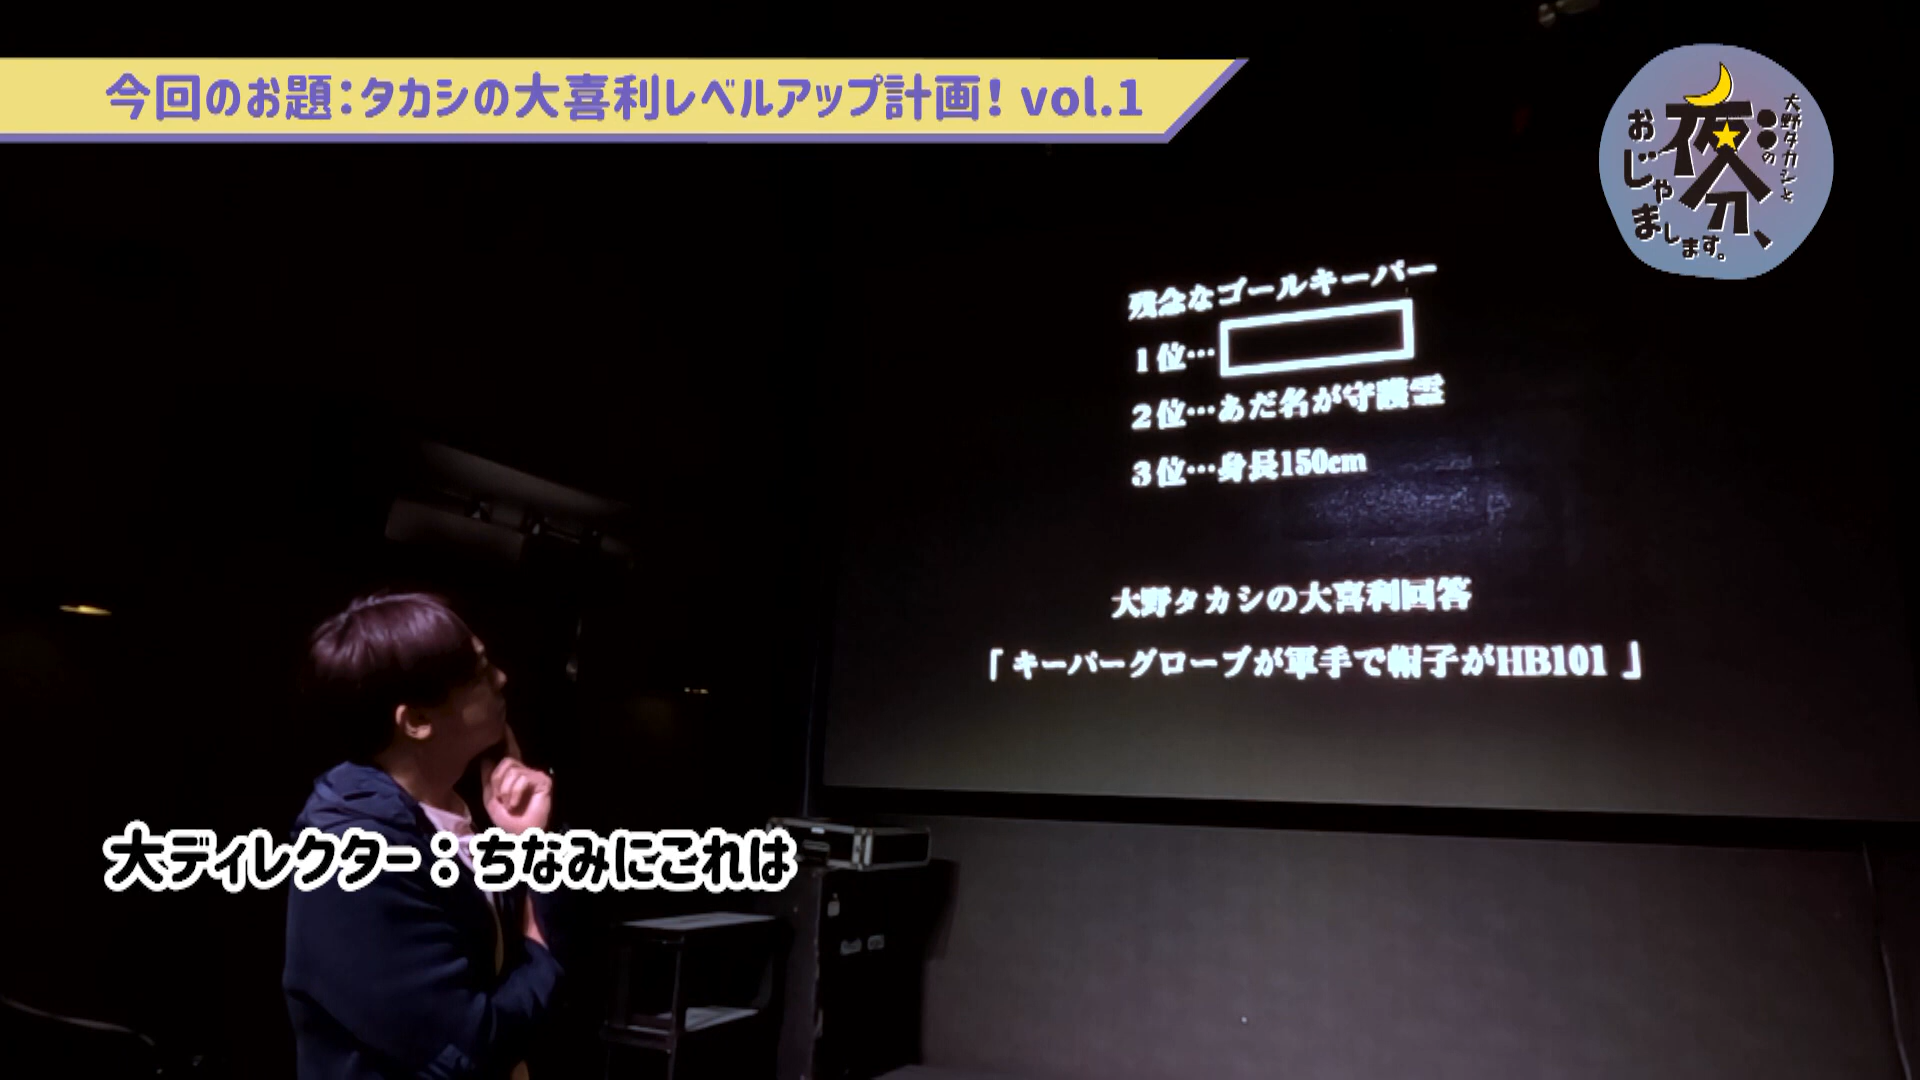 今回のお題：タカシの大喜利レベルアップ計画！ vol.1
大野タカシと
の
夜分、
おじゃまします。
残念なゴールキーパー
1位…
2位…あだ名が守護霊
3位…身長150cm
大野タカシの大喜利回答
「キーパーグローブが軍手で帽子がHB101」
大ディレクター：ちなみにこれは